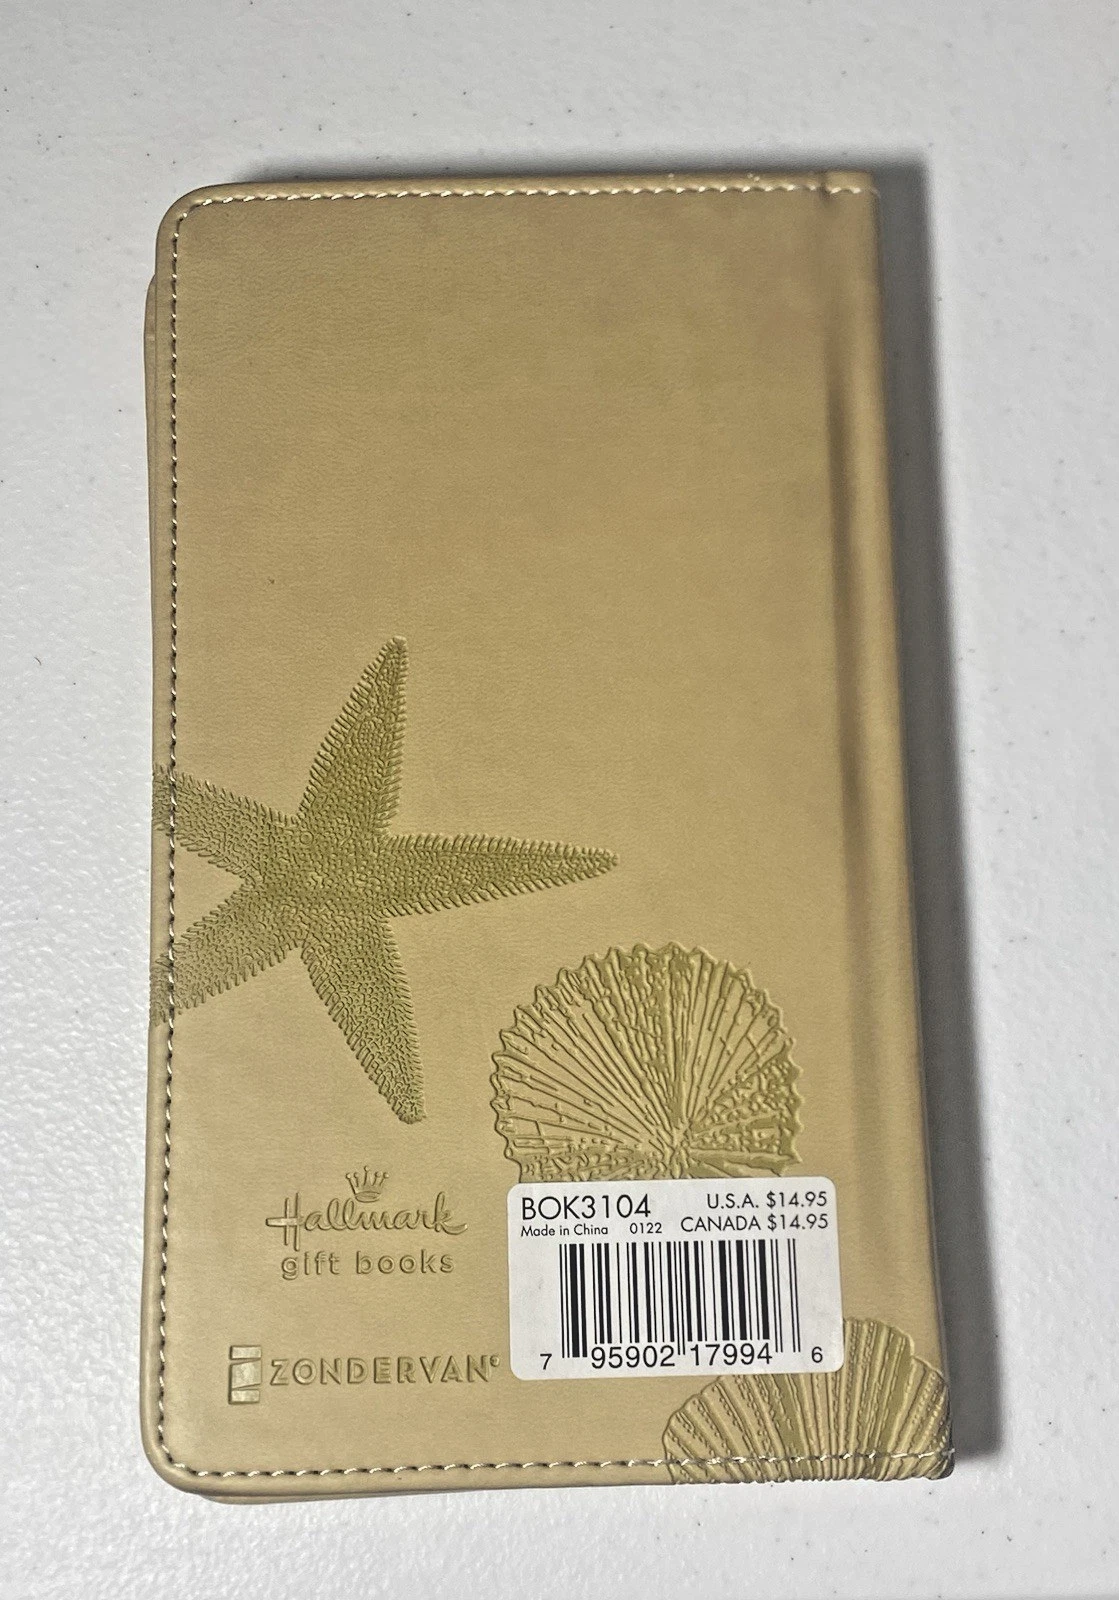 Hallmark
gift books
ZONDERVAN®
BOK3104
U.S.A. $14.95
Made in China 0122 CANADA $14.95
7 95902 17994 6